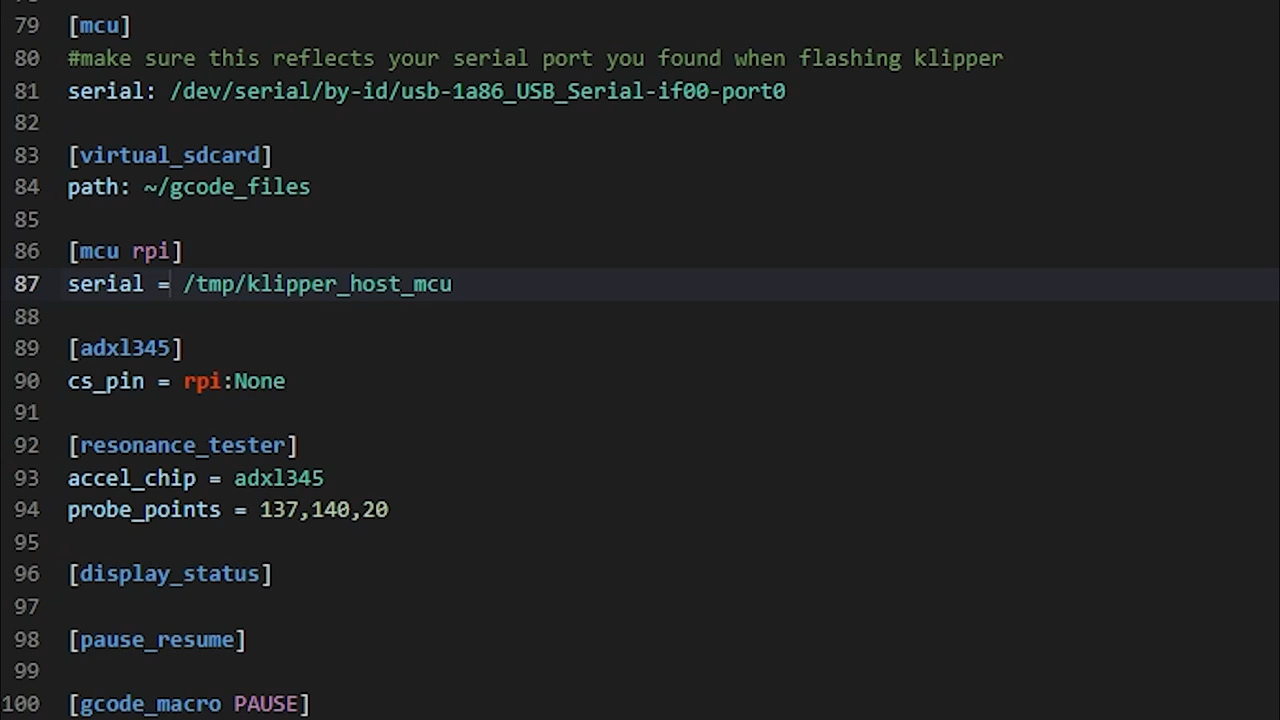 79 [mcu]
80 #make sure this reflects your serial port you found when flashing klipper
81 serial: /dev/serial/by-id/usb-1a86_USB_Serial-if00-port0
82
83 [virtual_sdcard]
84 path: ~/gcode_files
85
86 [mcu rpi]
87 serial = /tmp/klipper_host_mcu
88
89 [adxl345]
90 cs_pin = rpi:None
91
92 [resonance_tester]
93 accel_chip = adxl345
94 probe_points = 137,140,20
95
96 [display_status]
97
98 [pause_resume]
99
100 [gcode_macro PAUSE]